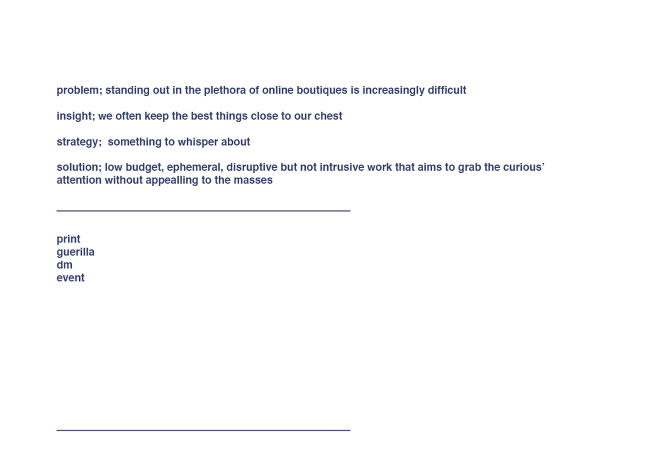 problem; standing out in the plethora of online boutiques is increasingly difficult
insight; we often keep the best things close to our chest
strategy;  something to whisper about
solution; low budget, ephemeral, disruptive but not intrusive work that aims to grab the curious’
attention without appealling to the masses
print
guerilla
dm
event